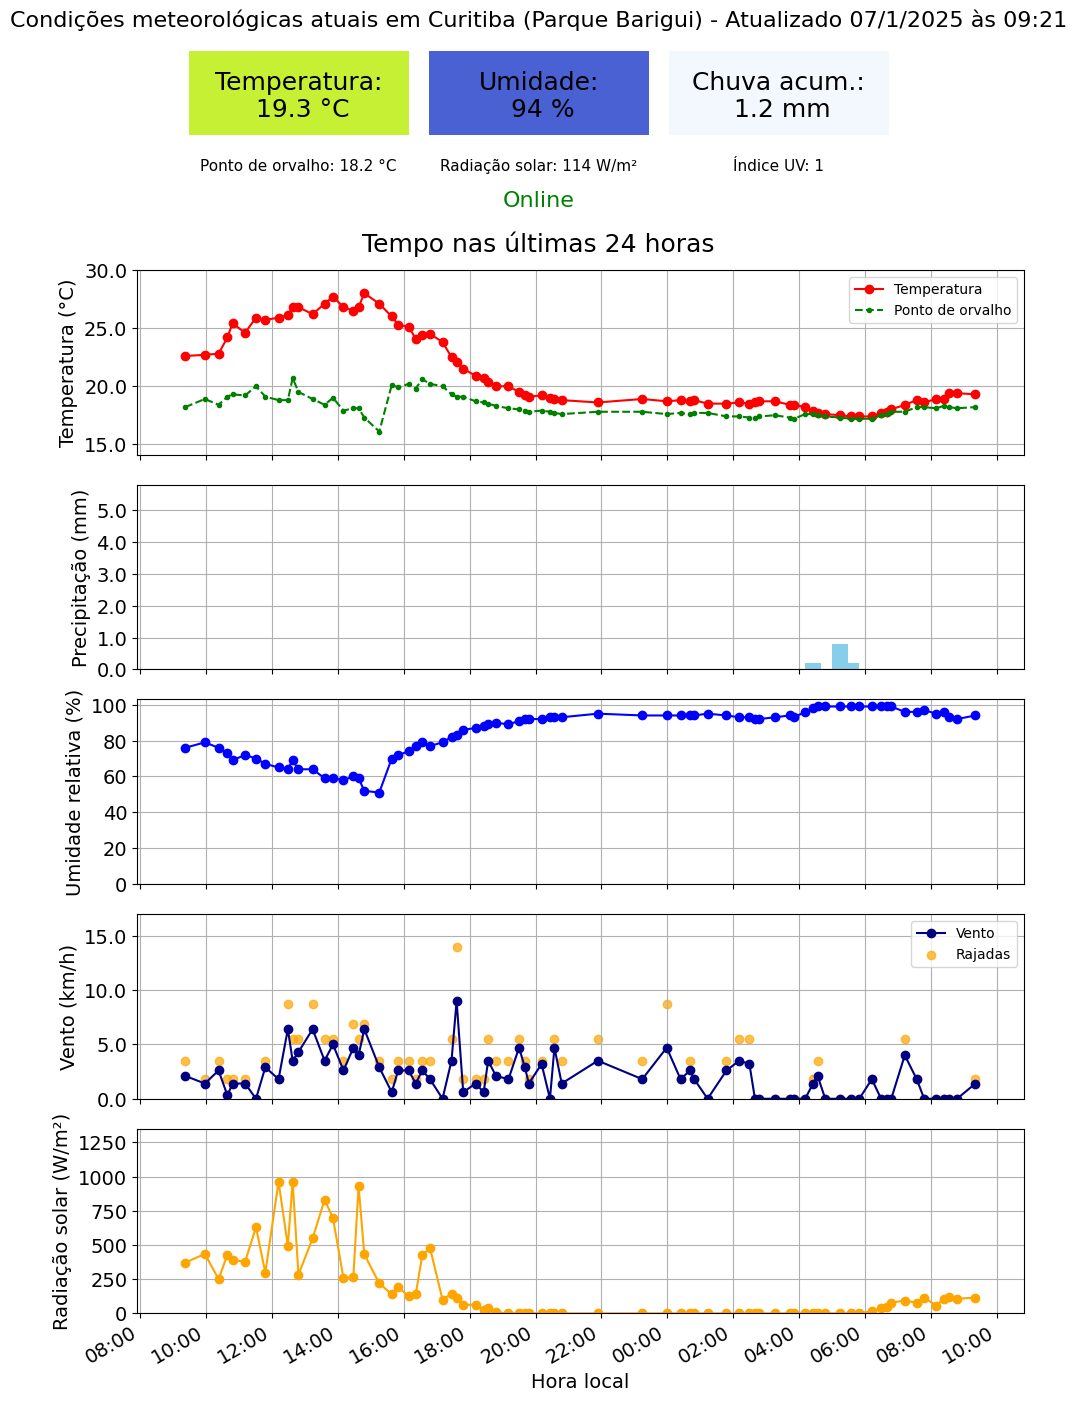 Condições meteorológicas atuais em Curitiba (Parque Barigui) - Atualizado 07/1/2025 às 09:21
Temperatura:
19.3 °C
Umidade:
94 %
Chuva acum.:
1.2 mm
Ponto de orvalho: 18.2 °C
Radiação solar: 114 W/m²
Índice UV: 1
Online
Tempo nas últimas 24 horas
Temperatura (°C)
30.0
25.0
20.0
15.0
Temperatura
Ponto de orvalho
Precipitação (mm)
5.0
4.0
3.0
2.0
1.0
0.0
Umidade relativa (%)
100
80
60
40
20
0
Vento (km/h)
15.0
10.0
5.0
0.0
Vento
Rajadas
Radiação solar (W/m²)
1250
1000
750
500
250
0
08:00
10:00
12:00
14:00
16:00
18:00
20:00
22:00
00:00
02:00
04:00
06:00
08:00
10:00
Hora local